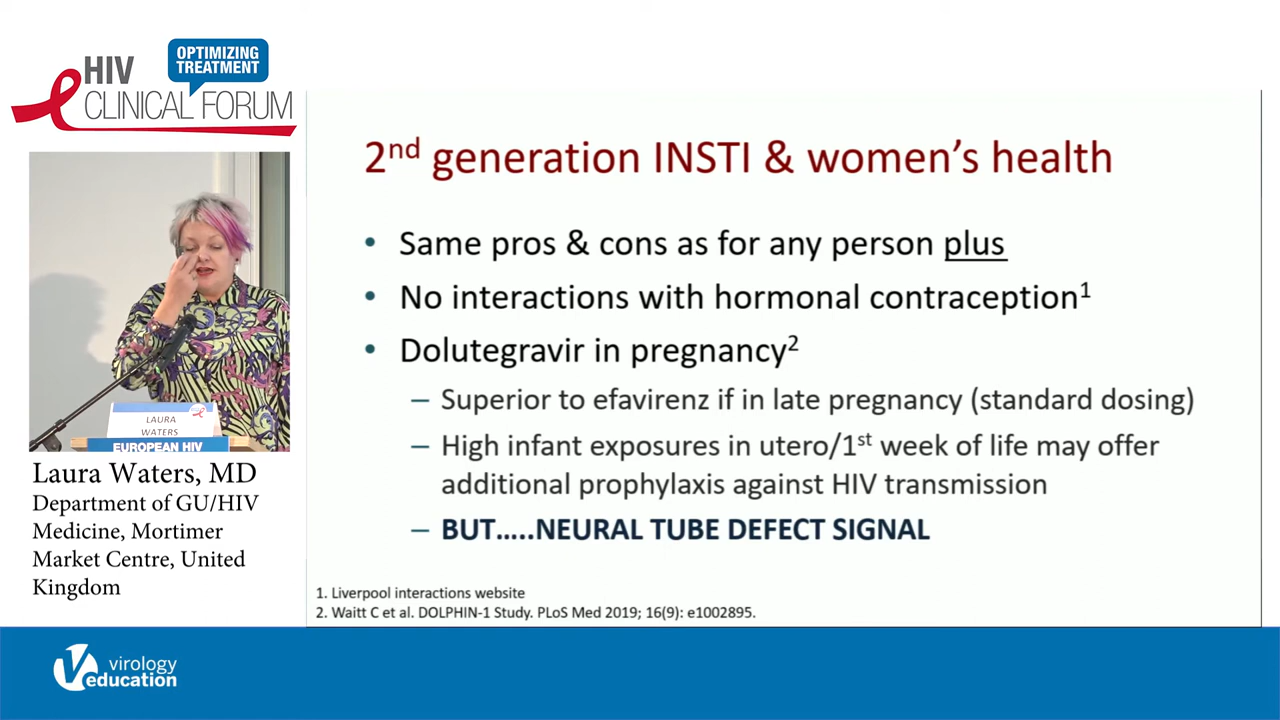 OPTIMIZING
TREATMENT
HIV
CLINICAL FORUM
2nd generation INSTI & women's health
• Same pros & cons as for any person plus
• No interactions with hormonal contraception1
• Dolutegravir in pregnancy2
– Superior to efavirenz if in late pregnancy (standard dosing)
– High infant exposures in utero/1st week of life may offer
additional prophylaxis against HIV transmission
– BUT.....NEURAL TUBE DEFECT SIGNAL
1. Liverpool interactions website
2. Waitt C et al. DOLPHIN-1 Study. PLoS Med 2019; 16(9): e1002895.
LAURA
WATERS
EUROPEAN HIV
Laura Waters, MD
Department of GU/HIV
Medicine, Mortimer
Market Centre, United
Kingdom
virology
education